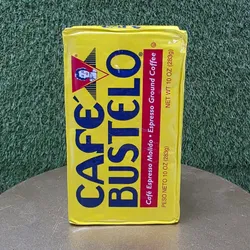 CAFÉ
BUSTELO®
Café Espresso Molido • Espresso Ground Coffee
PESO NETO 10 OZ (283g)
NET WT 10 OZ (283g)